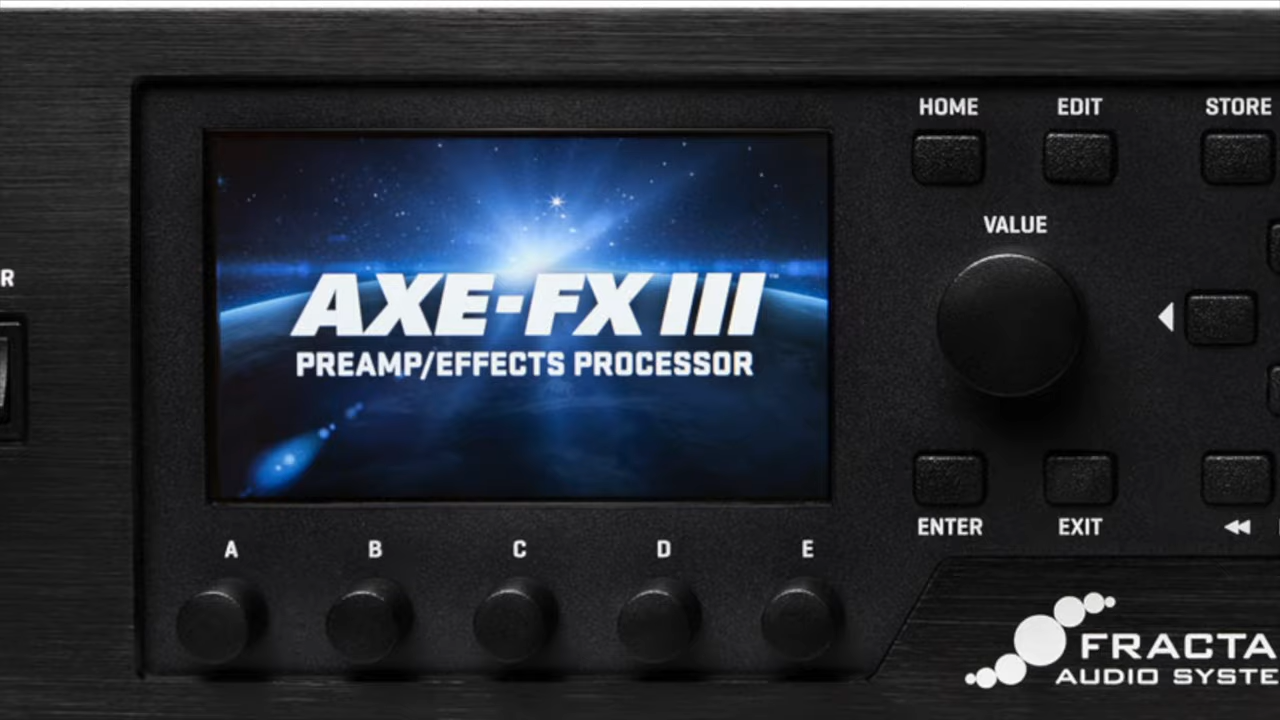 HOME EDIT STORE
VALUE
R
AXE-FX III™
PREAMP/EFFECTS PROCESSOR
ENTER EXIT
A B C D E
FRACTA
AUDIO SYSTE